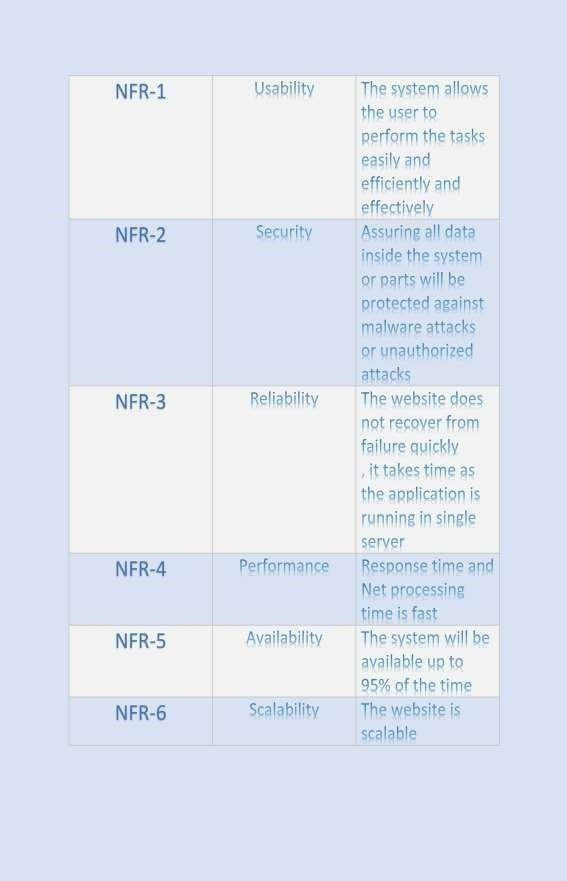 NFR-1
Usability
The system allows
the user to
perform the tasks
easily and
efficiently and
effectively
NFR-2
Security
Assuring all data
inside the system
or parts will be
protected against
malware attacks
or unauthorized
attacks
NFR-3
Reliability
The website does
not recover from
failure quickly
, it takes time as
the application is
running in single
server
NFR-4
Performance
Response time and
Net processing
time is fast
NFR-5
Availability
The system will be
available up to
95% of the time
NFR-6
Scalability
The website is
scalable